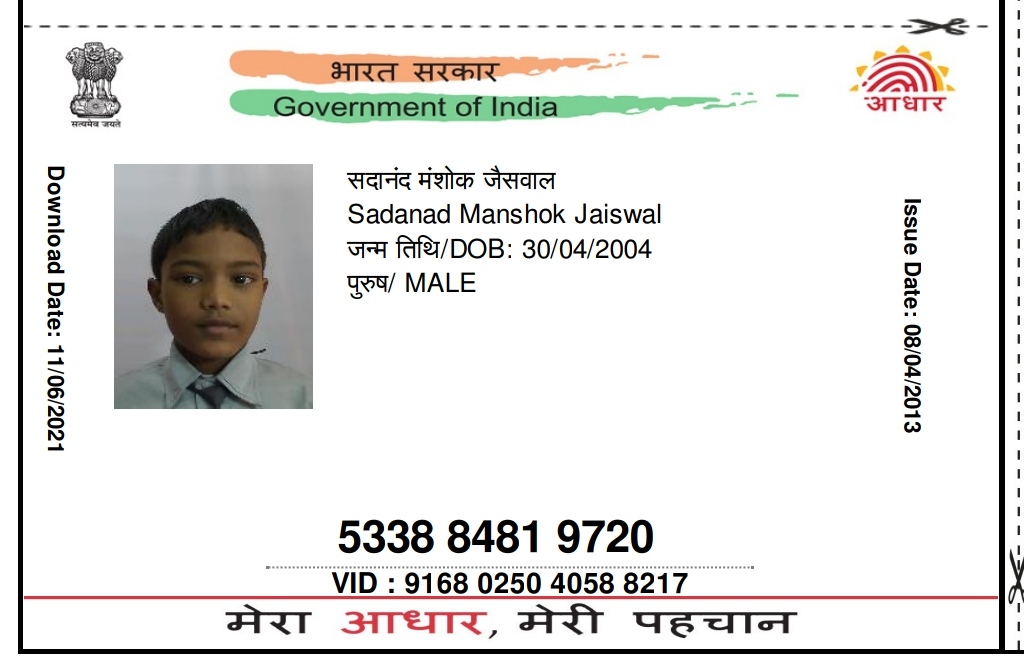 भारत सरकार
Government of India
सत्यमेव जयते
आधार
Download Date: 11/06/2021
सदानंद मंशोक जैसवाल
Sadanad Manshok Jaiswal
जन्म तिथि/DOB: 30/04/2004
पुरुष/ MALE
Issue Date: 08/04/2013
5338 8481 9720
VID : 9168 0250 4058 8217
मेरा आधार, मेरी पहचान